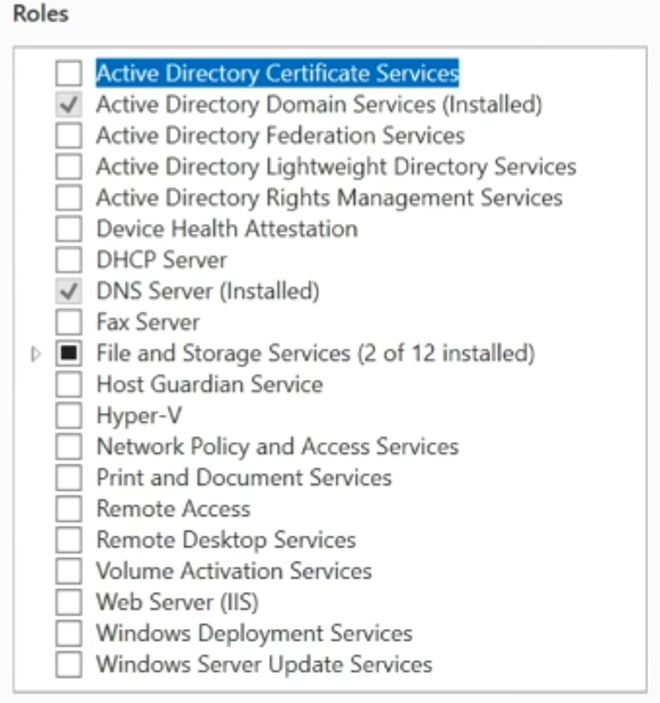 Roles
Active Directory Certificate Services
Active Directory Domain Services (Installed)
Active Directory Federation Services
Active Directory Lightweight Directory Services
Active Directory Rights Management Services
Device Health Attestation
DHCP Server
DNS Server (Installed)
Fax Server
File and Storage Services (2 of 12 installed)
Host Guardian Service
Hyper-V
Network Policy and Access Services
Print and Document Services
Remote Access
Remote Desktop Services
Volume Activation Services
Web Server (IIS)
Windows Deployment Services
Windows Server Update Services